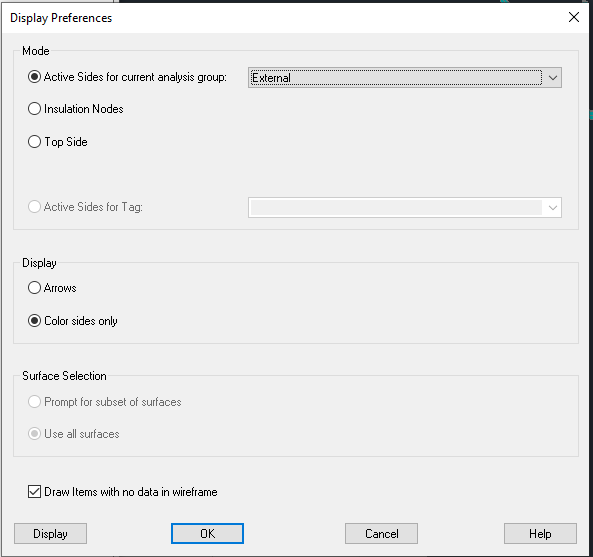 Display Preferences
Mode
Active Sides for current analysis group: External
Insulation Nodes
Top Side
Active Sides for Tag:
Display
Arrows
Color sides only
Surface Selection
Prompt for subset of surfaces
Use all surfaces
Draw Items with no data in wireframe
Display OK Cancel Help